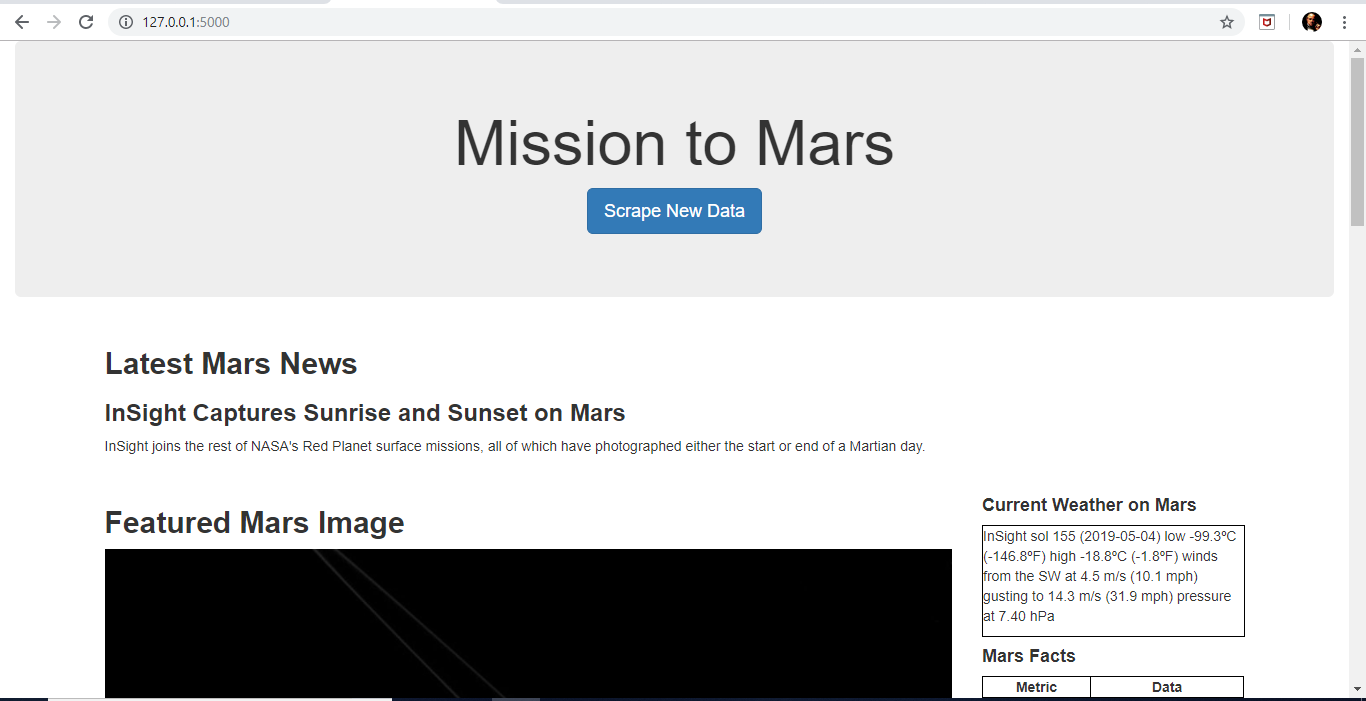 127.0.0.1:5000
Mission to Mars
Scrape New Data
Latest Mars News
InSight Captures Sunrise and Sunset on Mars
InSight joins the rest of NASA's Red Planet surface missions, all of which have photographed either the start or end of a Martian day.
Featured Mars Image
Current Weather on Mars
InSight sol 155 (2019-05-04) low -99.3ºC
(-146.8ºF) high -18.8ºC (-1.8ºF) winds
from the SW at 4.5 m/s (10.1 mph)
gusting to 14.3 m/s (31.9 mph) pressure
at 7.40 hPa
Mars Facts
Metric Data